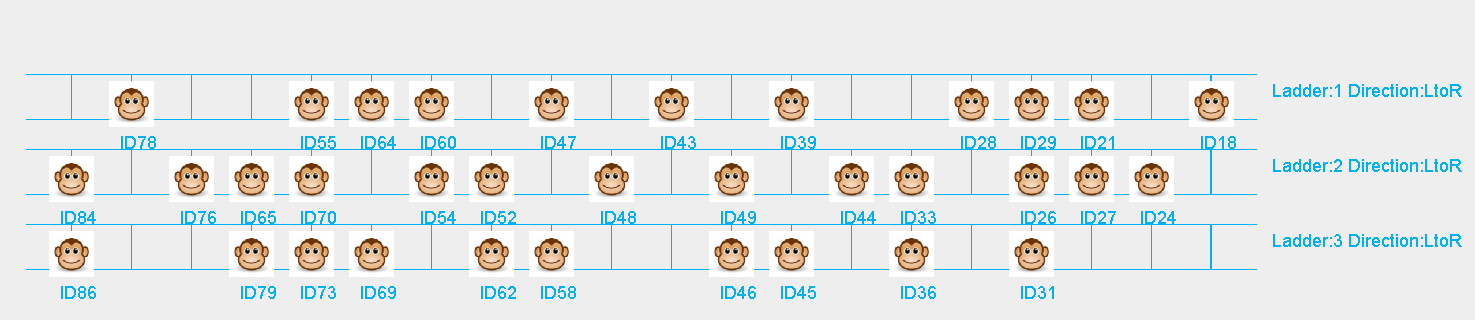 Ladder:1 Direction:LtoR
ID78 ID55 ID64 ID60 ID47 ID43 ID39 ID28 ID29 ID21 ID18
Ladder:2 Direction:LtoR
ID84 ID76 ID65 ID70 ID54 ID52 ID48 ID49 ID44 ID33 ID26 ID27 ID24
Ladder:3 Direction:LtoR
ID86 ID79 ID73 ID69 ID62 ID58 ID46 ID45 ID36 ID31